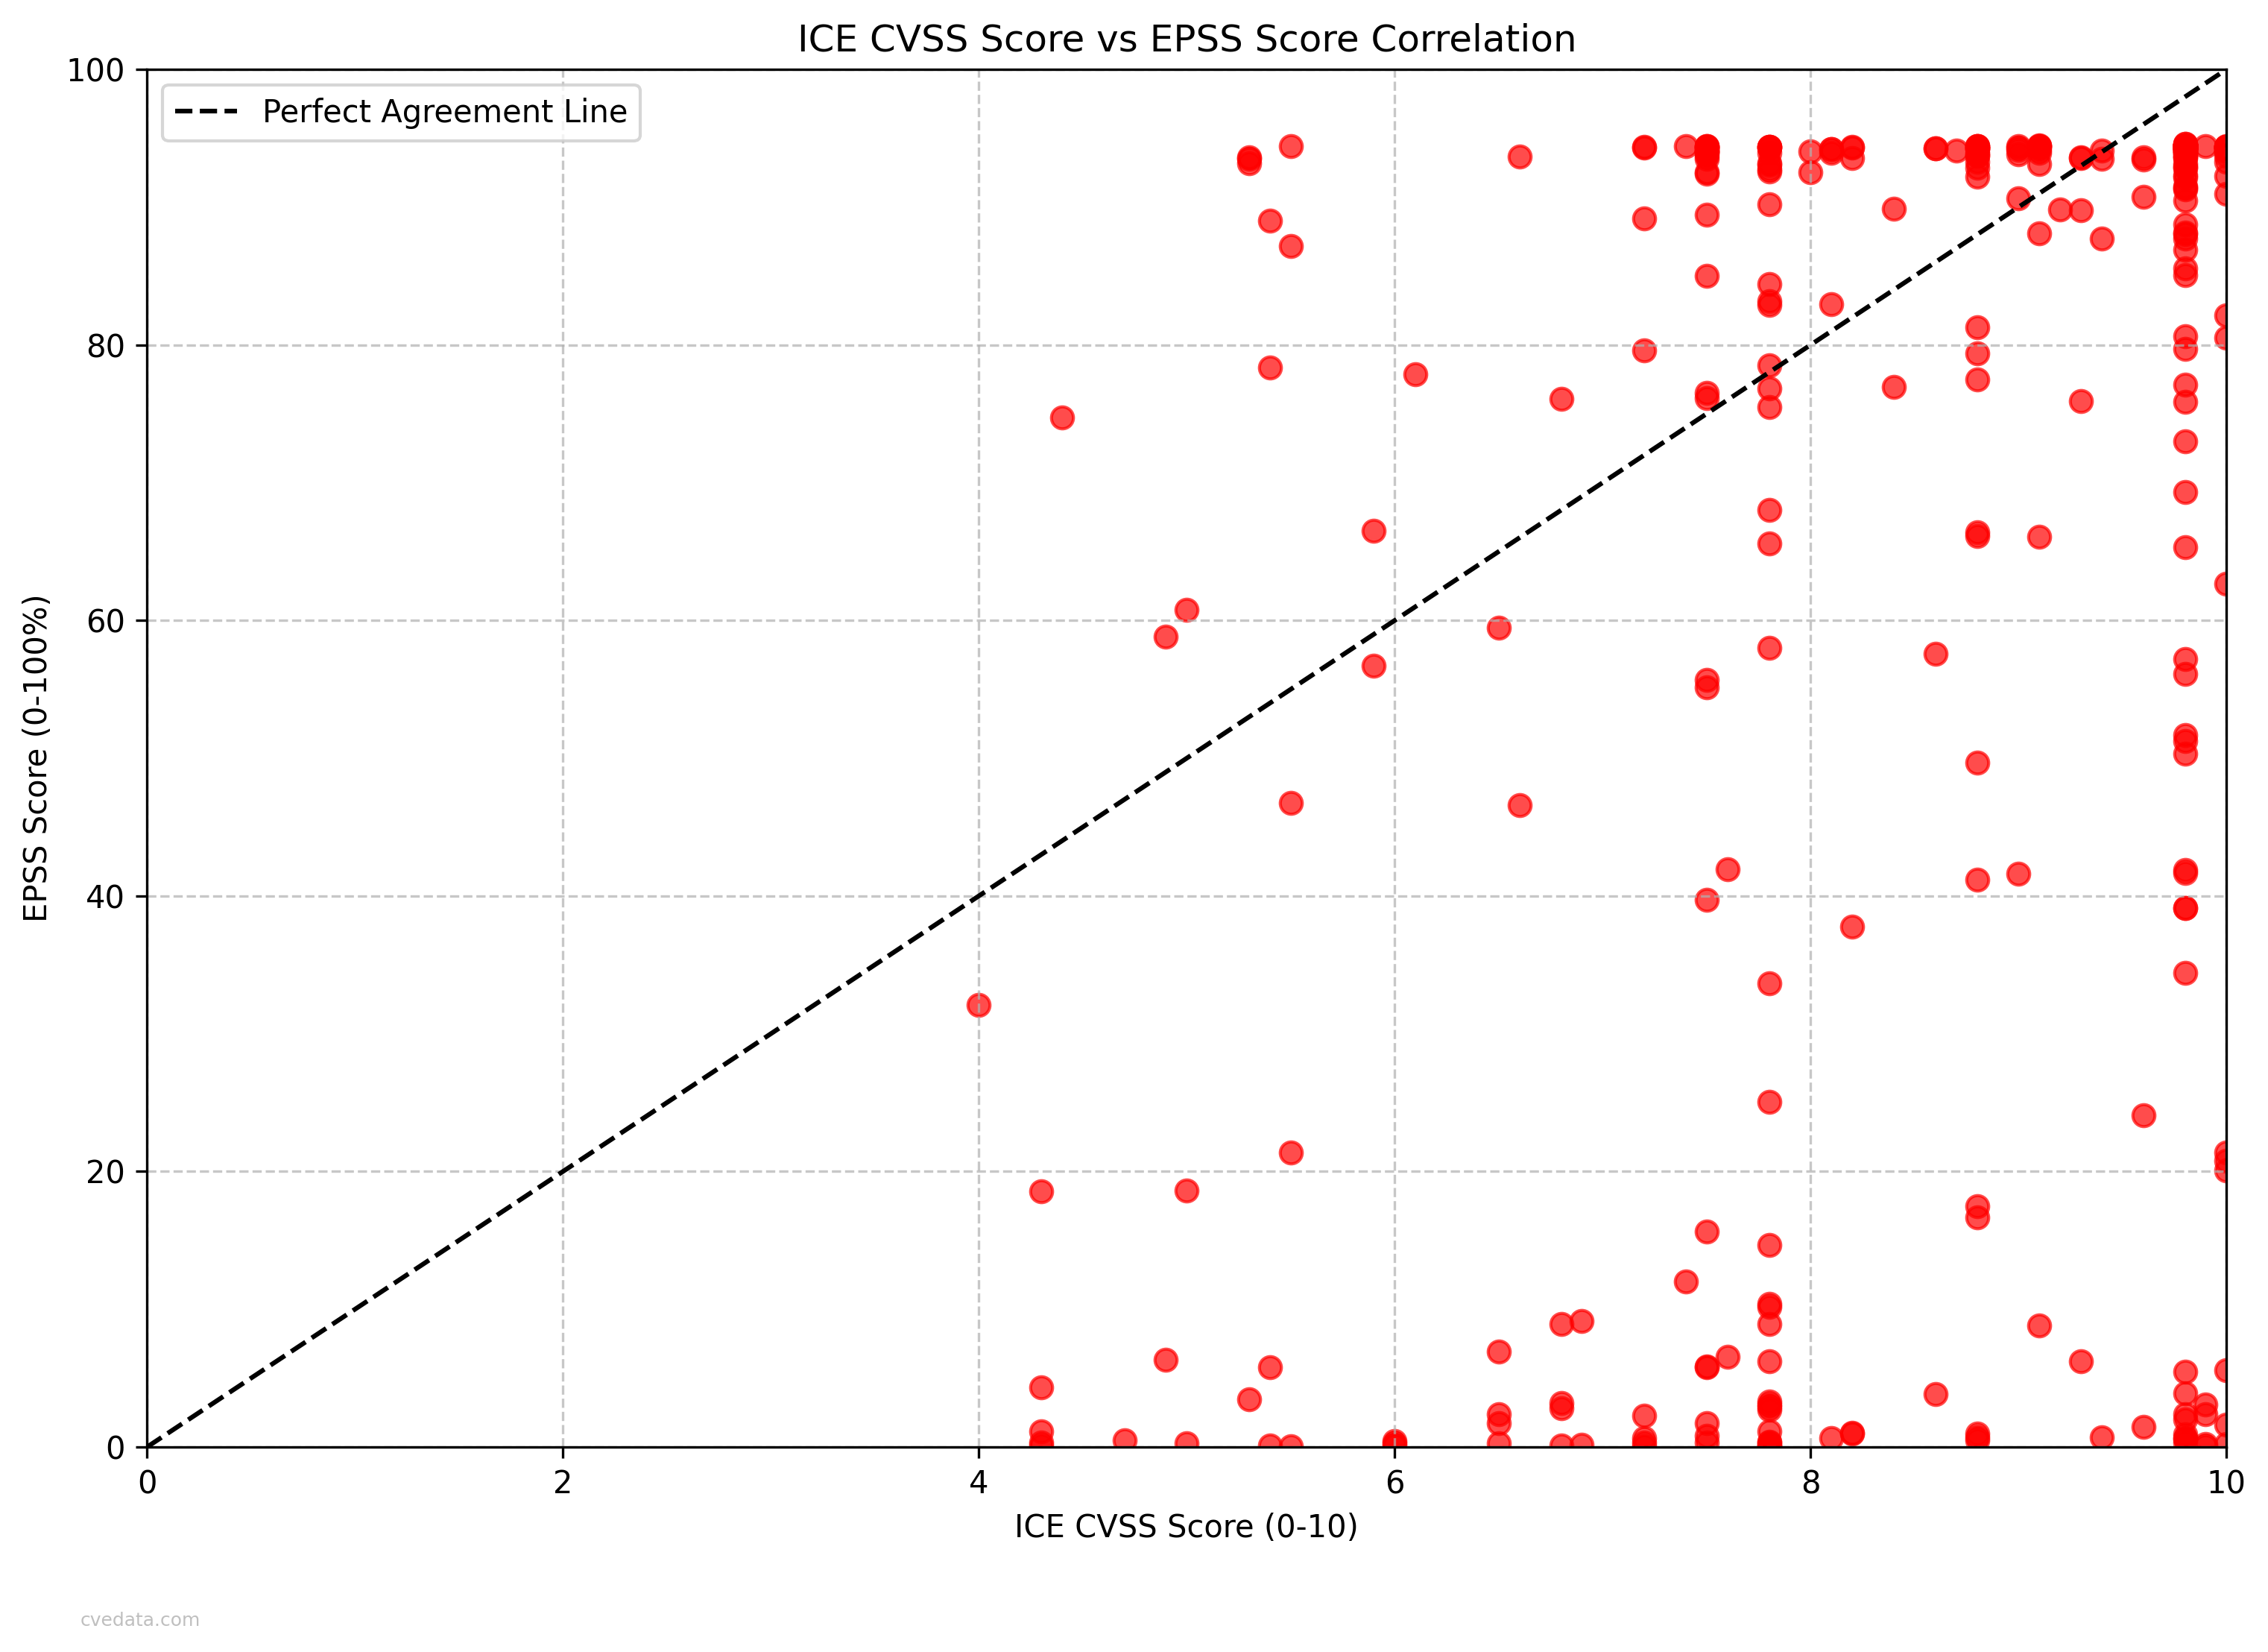 ICE CVSS Score vs EPSS Score Correlation
Perfect Agreement Line
EPSS Score (0-100%)
100
80
60
40
20
0
0 2 4 6 8 10
ICE CVSS Score (0-10)
cvedata.com